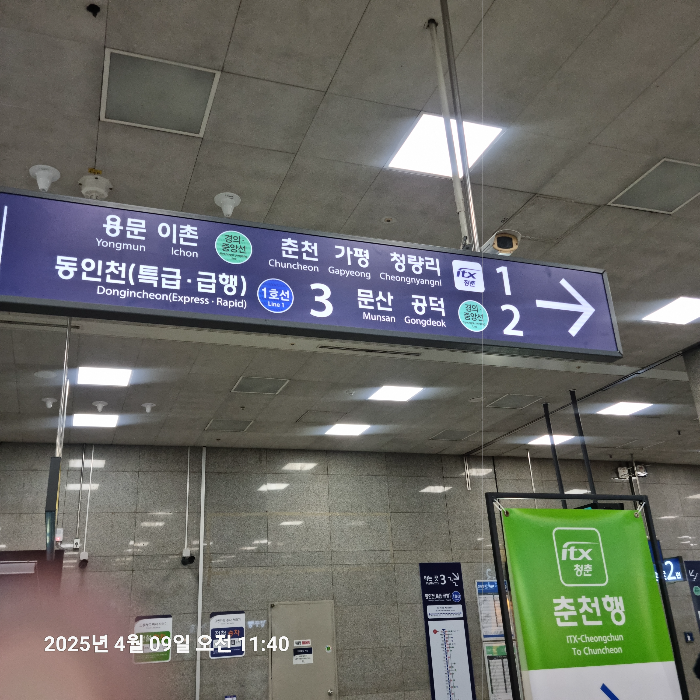 용문 이촌 경의·중앙선 춘천 가평 청량리 itx 청춘 1
Yongmun Ichon Chuncheon Gapyeong Cheongnyangni
동인천(특급·급행) 1호선 3 문산 공덕 경의·중앙선 2
Dongincheon(Express·Rapid) Line 1 Munsan Gongdeok
itx
청춘
춘천행
ITX-Cheongchun
To Chuncheon
2025년 4월 09일 오전 11:40